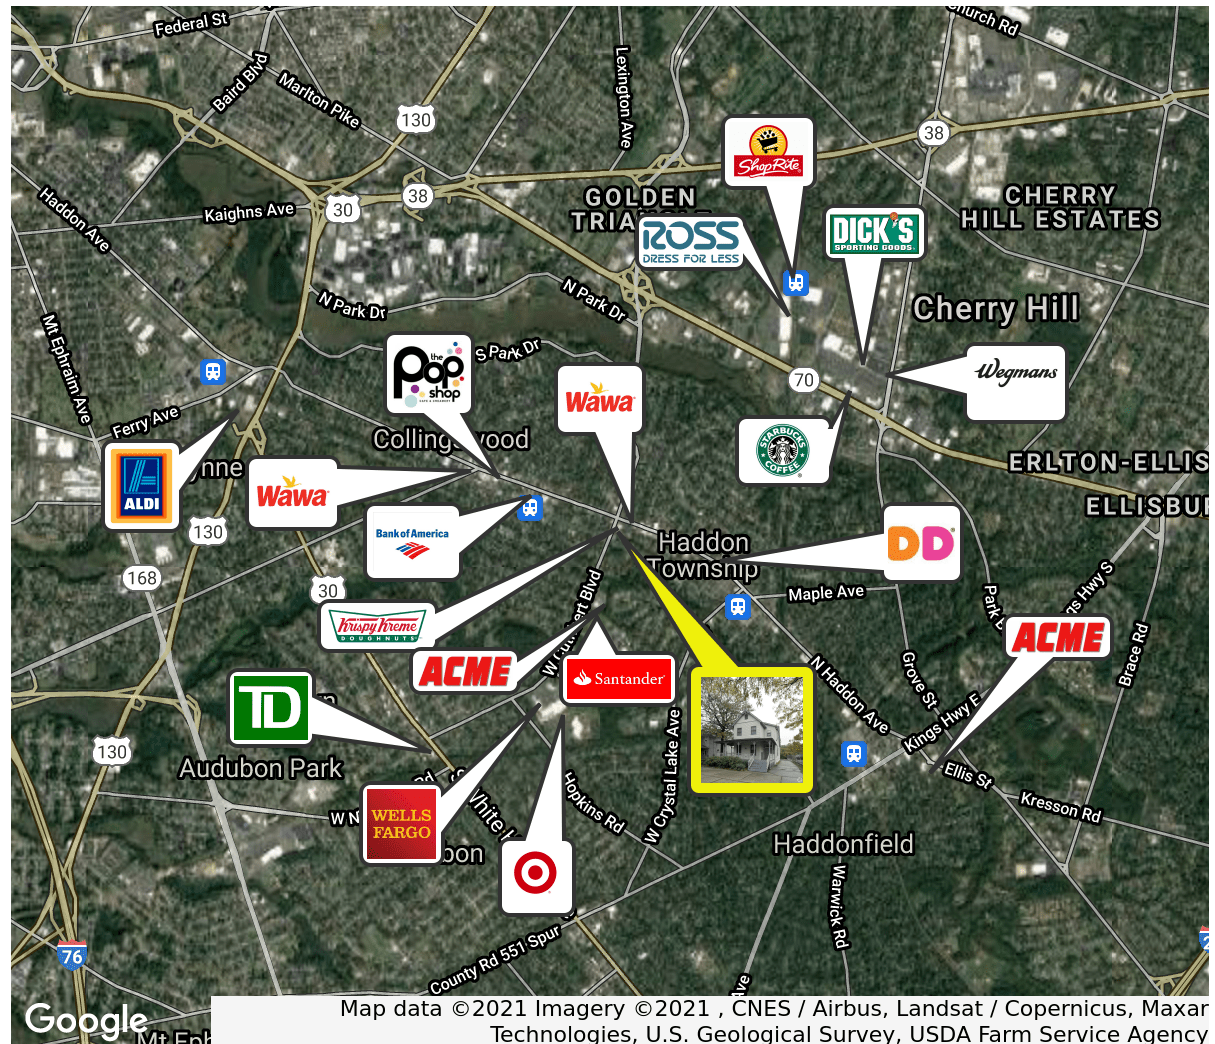 Church Rd
Federal St
Baird Blvd
Marlton Pike
Lexington Ave
130
38
ShopRite
38
30
Kaighns Ave
Haddon Ave
GOLDEN
CHERRY
HILL ESTATES
ROSS
DRESS FOR LESS
DICK'S
SPORTING GOODS
N Park Dr
N Park Dr
Cherry Hill
Mt Ephraim Ave
S Park Dr
the
Pop
shop
Wawa
70
Wegmans
Ferry Ave
Collingswood
STARBUCKS
COFFEE
ERLTON-ELLIS
ALDI
Wawa
ELLISBUR
130
Bank of America
Haddon
Township
DD
168
30
Maple Ave
Krispy Kreme
DOUGHNUTS
ACME
Santander
ACME
Brace Rd
TD
N Haddon Ave
Grove St
Kings Hwy E
130
Audubon Park
W Crystal Lake Ave
Ellis St
Kresson Rd
WELLS
FARGO
Hopkins Rd
Haddonfield
Warwick Rd
76
County Rd 551 Spur
Google
Map data ©2021 Imagery ©2021 , CNES / Airbus, Landsat / Copernicus, Maxar
Technologies, U.S. Geological Survey, USDA Farm Service Agency